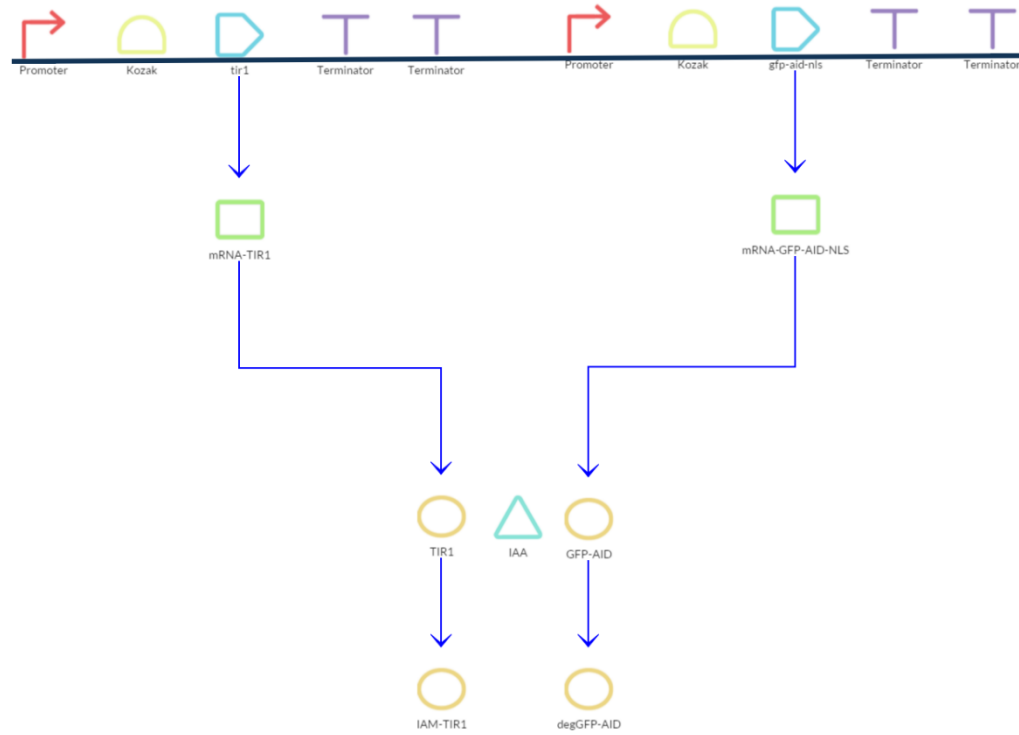 Promoter Kozak tir1 Terminator Terminator Promoter Kozak gfp-aid-nls Terminator Terminator
mRNA-TIR1 mRNA-GFP-AID-NLS
TIR1 IAA GFP-AID
IAM-TIR1 degGFP-AID